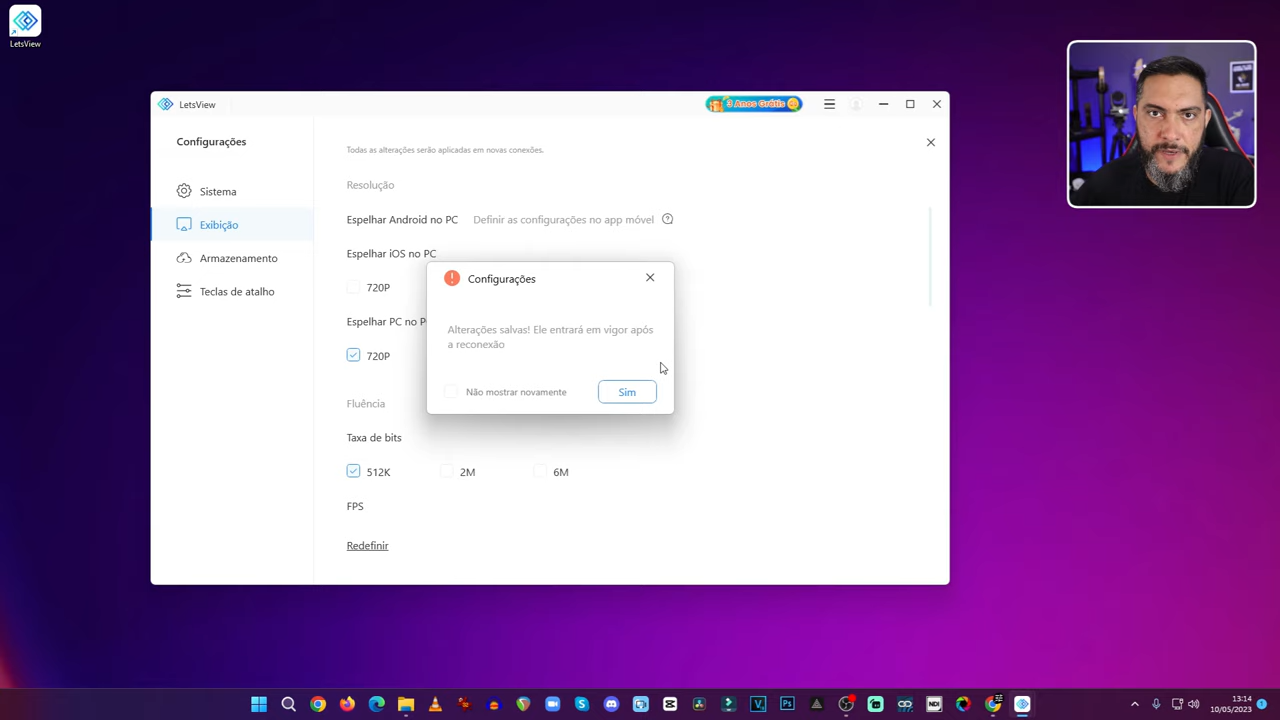 LetsView
LetsView
3 Anos Grátis
Configurações
Todas as alterações serão aplicadas em novas conexões.
Sistema
Exibição
Armazenamento
Teclas de atalho
Resolução
Espelhar Android no PC Definir as configurações no app móvel ?
Espelhar iOS no PC
720P
Espelhar PC no P
720P
Configurações
Alterações salvas! Ele entrará em vigor após
a reconexão
Não mostrar novamente Sim
Fluência
Taxa de bits
512K 2M 6M
FPS
Redefinir
NDI
13:14
10/05/2023